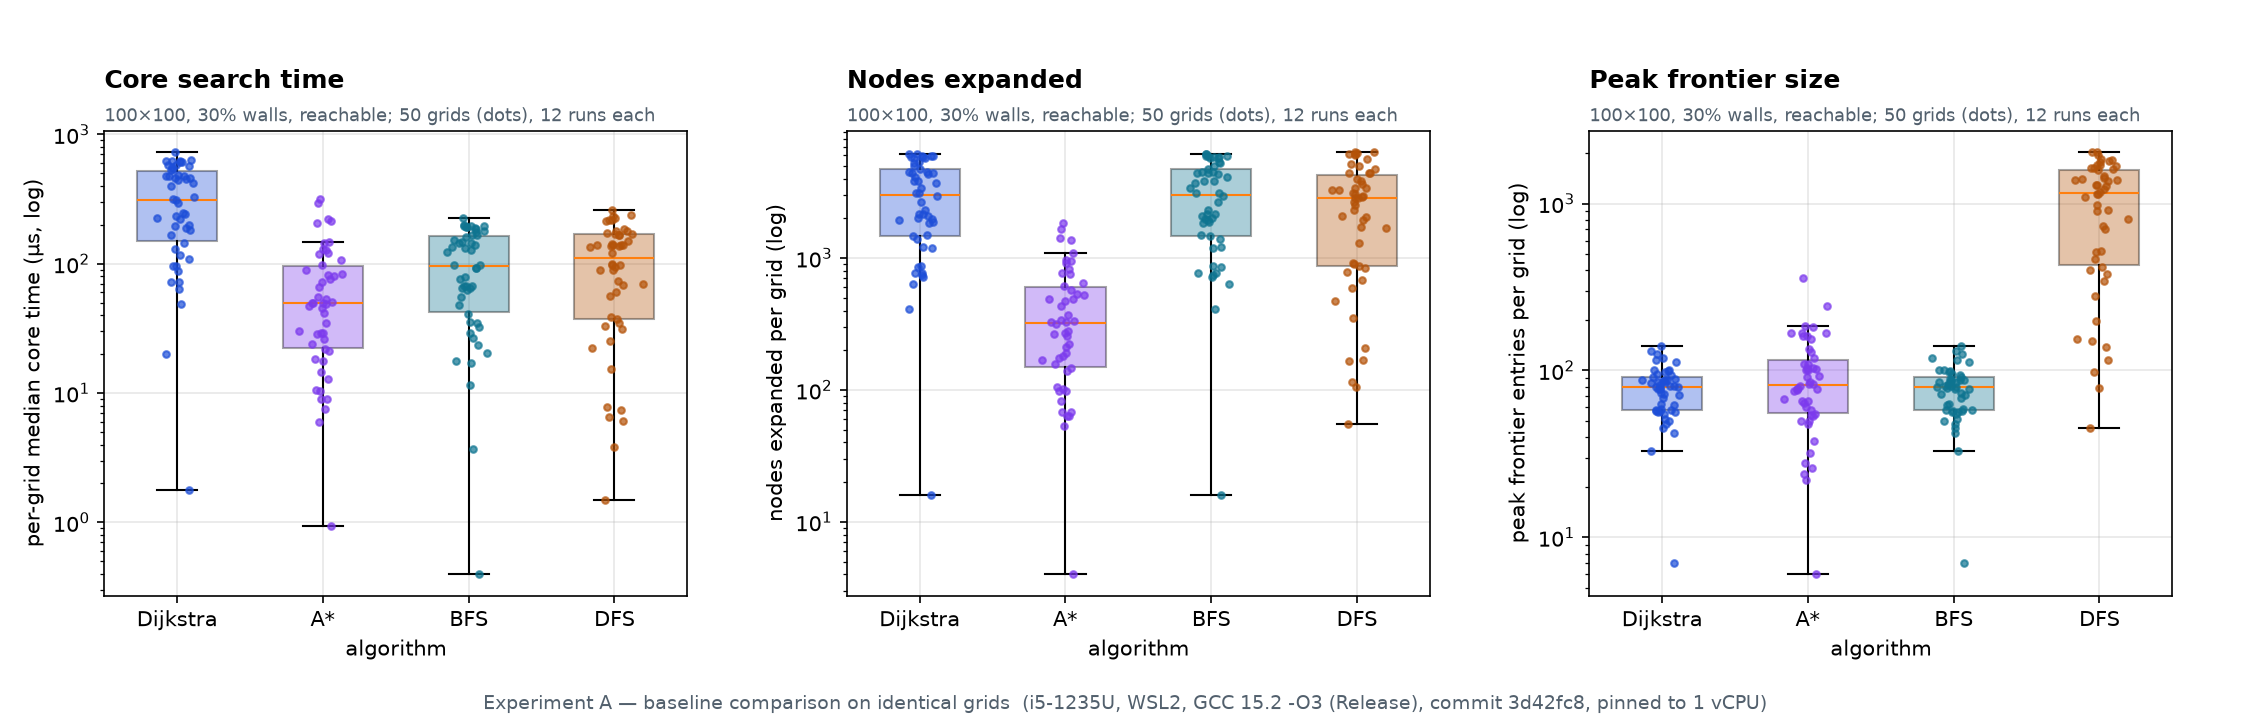 Core search time
100×100, 30% walls, reachable; 50 grids (dots), 12 runs each
per-grid median core time (µs, log)
10³
10²
10¹
10⁰
Dijkstra
A*
BFS
DFS
algorithm
Nodes expanded
100×100, 30% walls, reachable; 50 grids (dots), 12 runs each
nodes expanded per grid (log)
10³
10²
10¹
Dijkstra
A*
BFS
DFS
algorithm
Peak frontier size
100×100, 30% walls, reachable; 50 grids (dots), 12 runs each
peak frontier entries per grid (log)
10³
10²
10¹
Dijkstra
A*
BFS
DFS
algorithm
Experiment A — baseline comparison on identical grids (i5-1235U, WSL2, GCC 15.2 -O3 (Release), commit 3d42fc8, pinned to 1 vCPU)